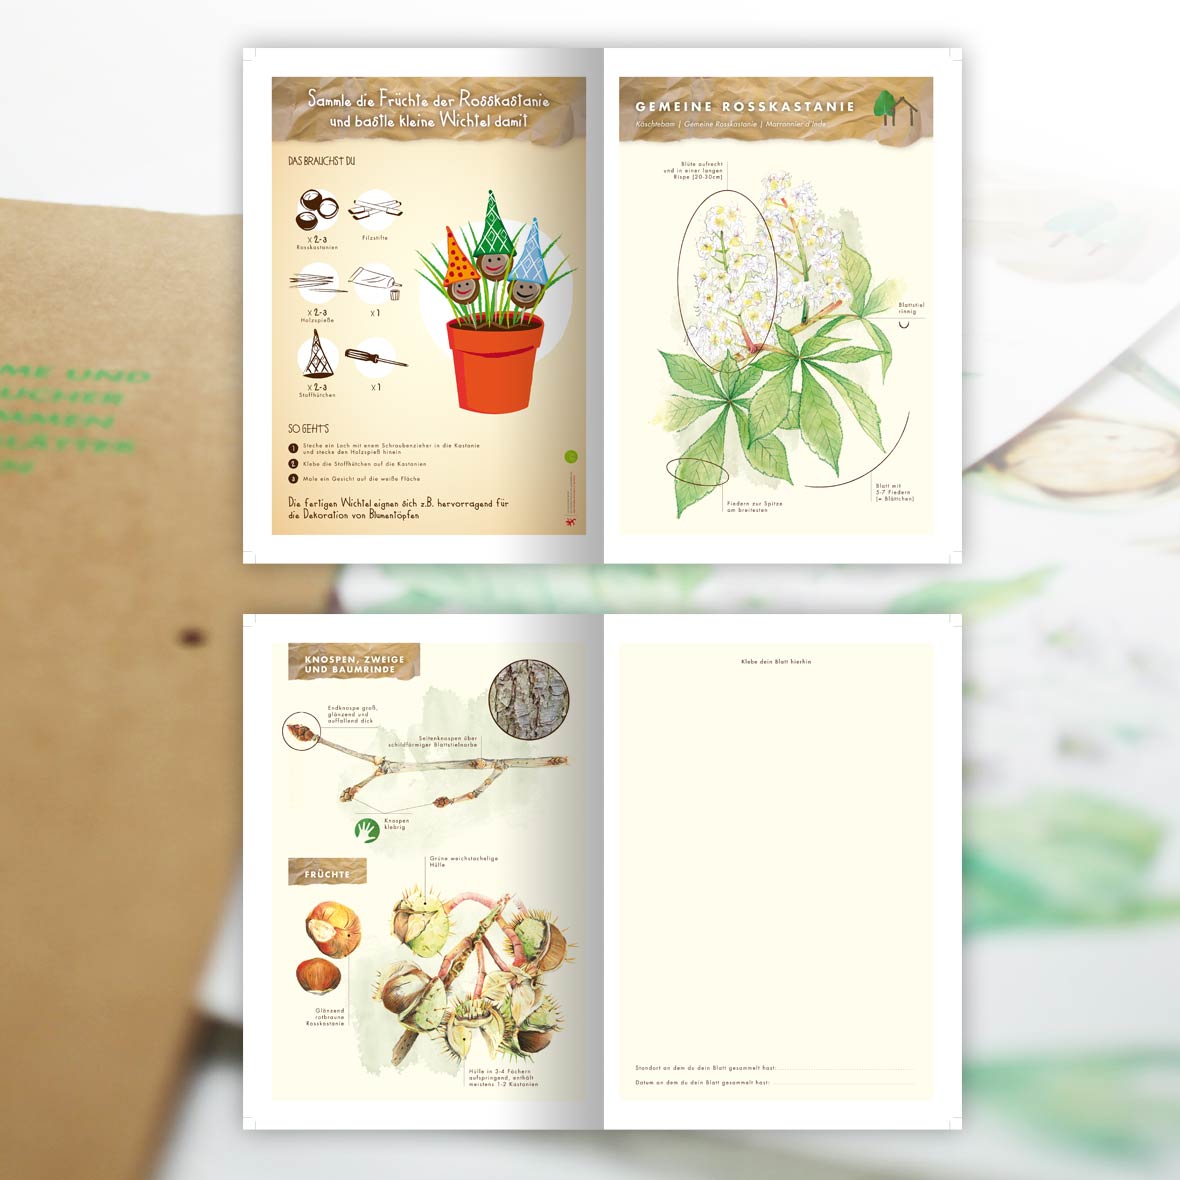 Sammle die Früchte der Rosskastanie
und bastle kleine Wichtel damit
DAS BRAUCHST DU
X 2-3
Rosskastanien
Filzstifte
X 2-3
Holzspieße
X 1
X 2-3
Stoffhütchen
X 1
SO GEHT'S
1 Steche ein Loch mit enem Schraubenzieher in die Kastanie
und stecke den Holzspieß hinein
2 Klebe die Stoffhütchen auf die Kastanien
3 Male ein Gesicht auf die weiße Fläche
Die fertigen Wichtel eignen sich z.B. hervorragend für
die Dekoration von Blumentöpfen
GEMEINE ROSSKASTANIE
Käschtebam | Gemeine Rosskastanie | Marronnier d'Inde
Blüte aufrecht
und in einer langen
Rispe (20-30cm)
Blattstiel
rinnig
Blatt mit
5-7 Fiedern
(= Blättchen)
Fiedern zur Spitze
am breitesten
ME UND
UCHER
MMEN
LÄTTER
KNOSPEN, ZWEIGE
UND BAUMRINDE
Endknospe groß,
glänzend und
auffallend dick
Seitenknospen über
schildförmiger Blattstielnarbe
Knospen
klebrig
FRÜCHTE
Grüne weichstachelige
Hülle
Glänzend
rotbraune
Rosskastanie
Hülle in 3-4 Fächern
aufspringend, enthält
meistens 1-2 Kastanien
Klebe dein Blatt hierhin
Standort an dem du dein Blatt gesammelt hast:
Datum an dem du dein Blatt gesammelt hast: